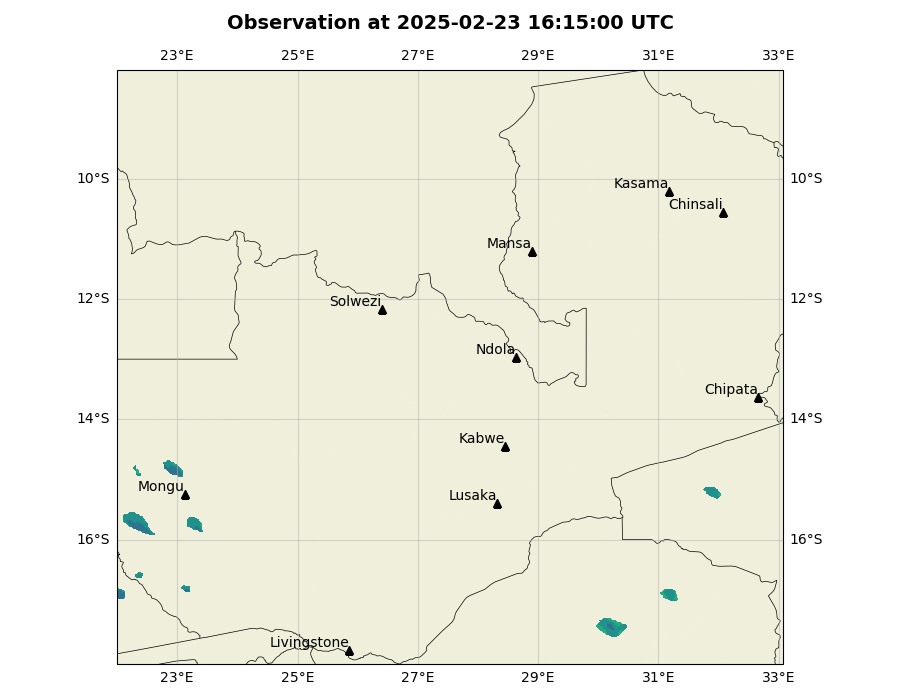 Observation at 2025-02-23 16:15:00 UTC
23°E 25°E 27°E 29°E 31°E 33°E
10°S 10°S
Kasama
Chinsali
Mansa
12°S 12°S
Solwezi
Ndola
Chipata
14°S 14°S
Kabwe
Mongu
Lusaka
16°S 16°S
Livingstone
23°E 25°E 27°E 29°E 31°E 33°E